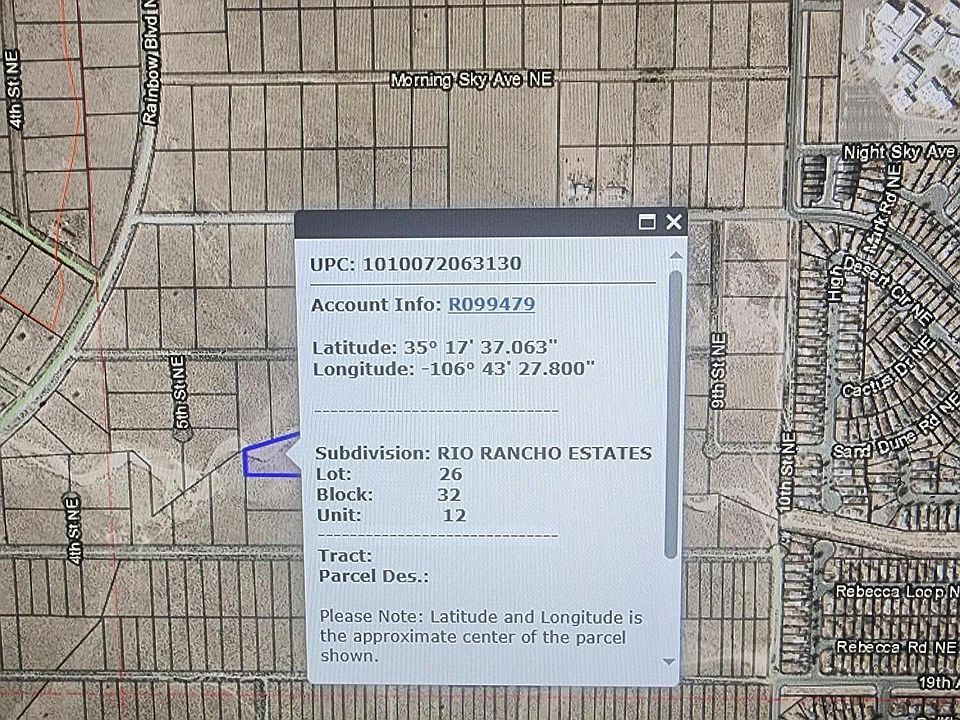 4th St NE
Rainbow Blvd N
Morning Sky Ave NE
Night Sky Ave
Mark Rd NE
High Desert Cir NE
UPC: 1010072063130
Account Info: R099479
Latitude: 35° 17' 37.063"
Longitude: -106° 43' 27.800"
------------------------------
Subdivision: RIO RANCHO ESTATES
Lot: 26
Block: 32
Unit: 12
------------------------------
Tract:
Parcel Des.:
Please Note: Latitude and Longitude is
the approximate center of the parcel
shown.
5th St NE
9th St NE
Cactus Dr NE
Sand Dune Rd NE
10th St NE
4th St NE
Rebecca Loop N
Rebecca Rd NE
19th A